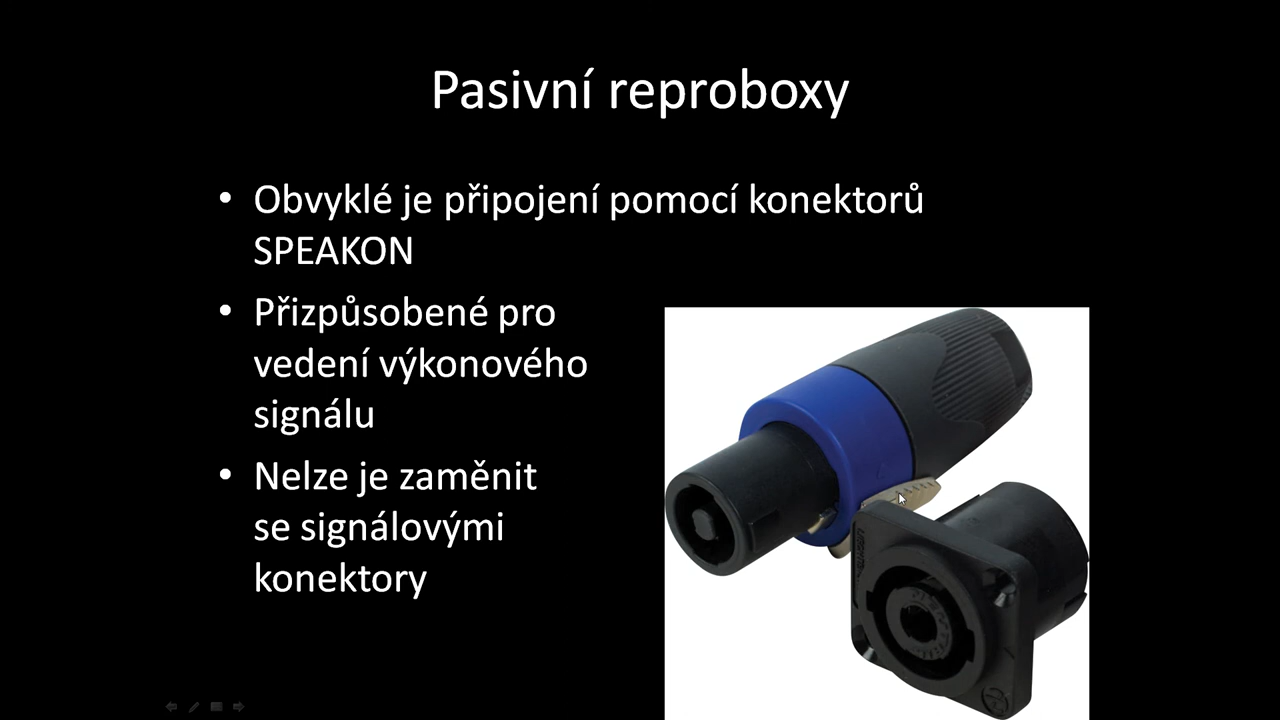 Pasivní reproboxy
• Obvyklé je připojení pomocí konektorů
SPEAKON
• Přizpůsobené pro
vedení výkonového
signálu
• Nelze je zaměnit
se signálovými
konektory